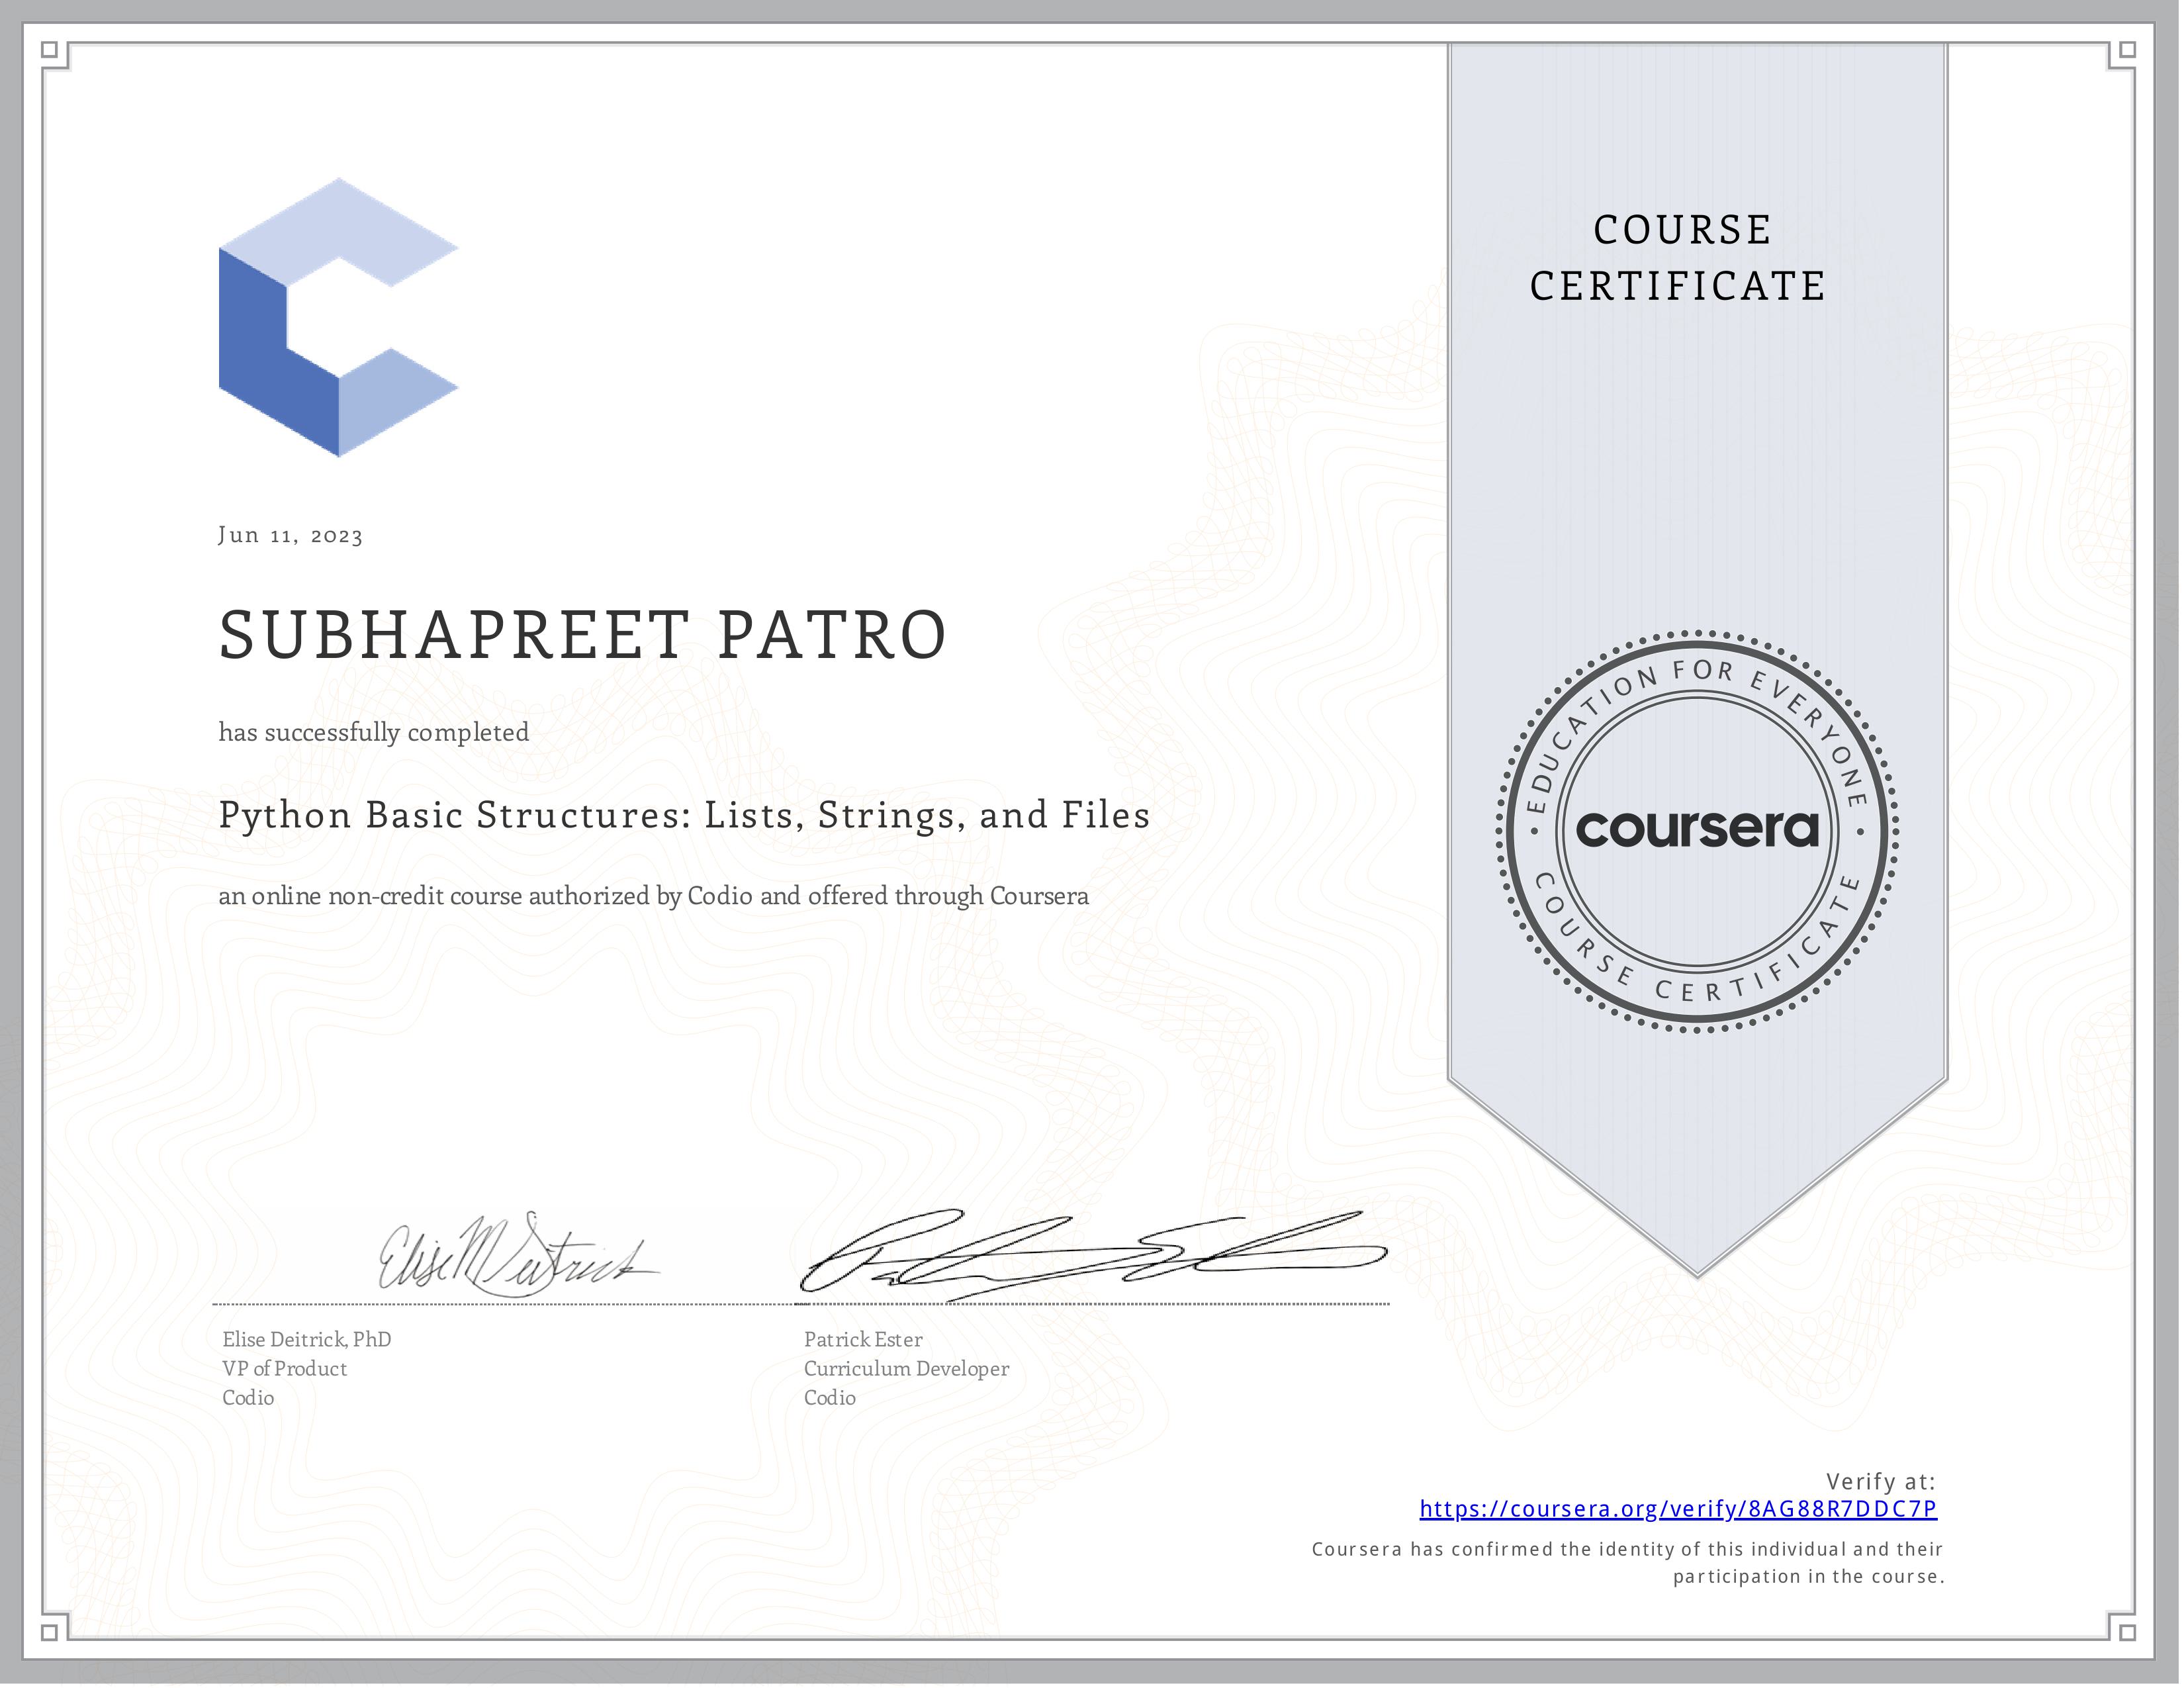 COURSE
CERTIFICATE
Jun 11, 2023
SUBHAPREET PATRO
has successfully completed
Python Basic Structures: Lists, Strings, and Files
an online non-credit course authorized by Codio and offered through Coursera
EDUCATION FOR EVERYONE
coursera
COURSE CERTIFICATE
Elise M Deitrick
Elise Deitrick, PhD
VP of Product
Codio
Patrick Ester
Curriculum Developer
Codio
Verify at:
https://coursera.org/verify/8AG88R7DDC7P
Coursera has confirmed the identity of this individual and their
participation in the course.